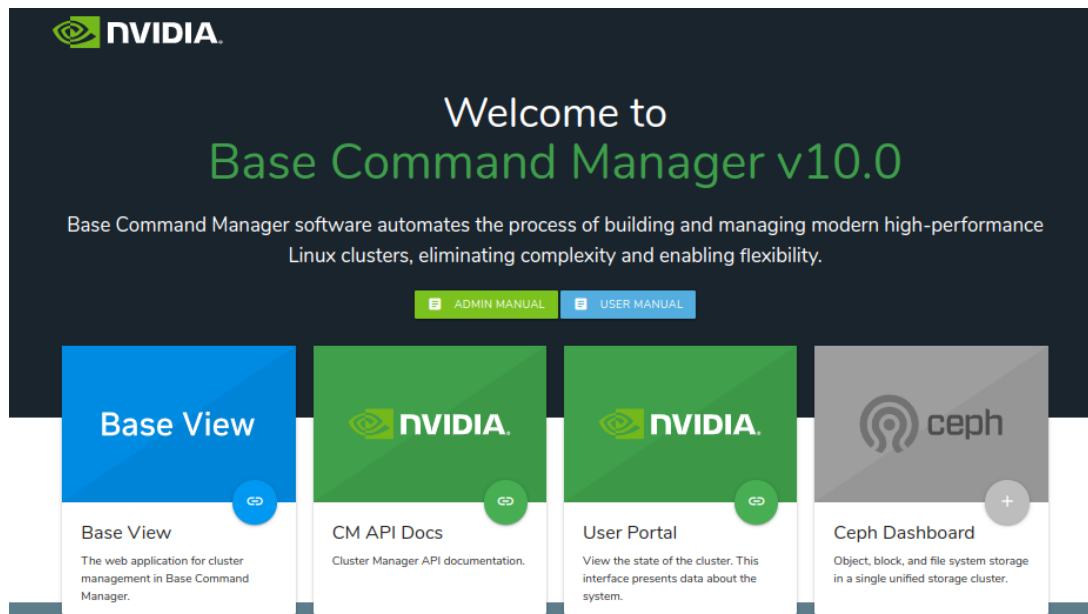 NVIDIA.
Welcome to
Base Command Manager v10.0
Base Command Manager software automates the process of building and managing modern high-performance
Linux clusters, eliminating complexity and enabling flexibility.
ADMIN MANUAL
USER MANUAL
Base View
Base View
The web application for cluster
management in Base Command
Manager.
NVIDIA.
CM API Docs
Cluster Manager API documentation.
NVIDIA.
User Portal
View the state of the cluster. This
interface presents data about the
system.
ceph
Ceph Dashboard
Object, block, and file system storage
in a single unified storage cluster.